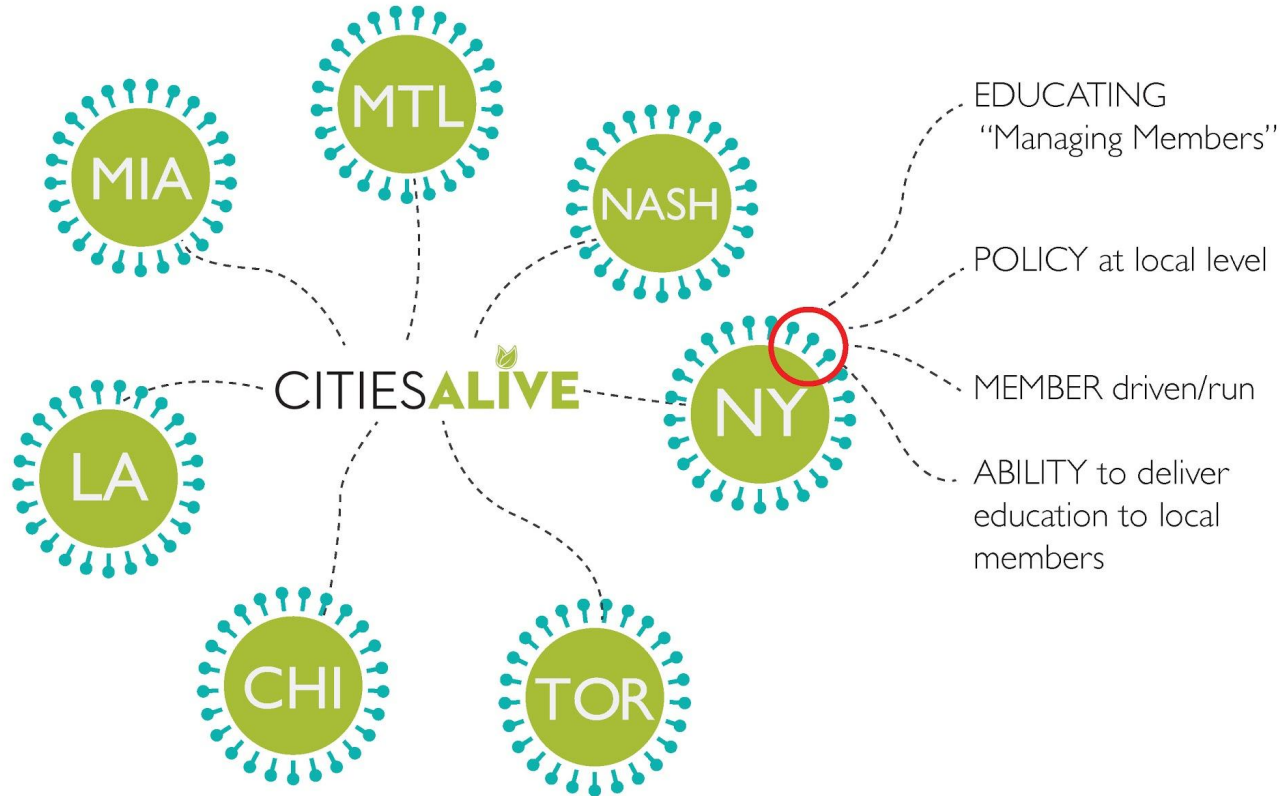 MTL
MIA
NASH
CITIESALIVE
NY
LA
CHI
TOR
EDUCATING
“Managing Members”
POLICY at local level
MEMBER driven/run
ABILITY to deliver
education to local
members